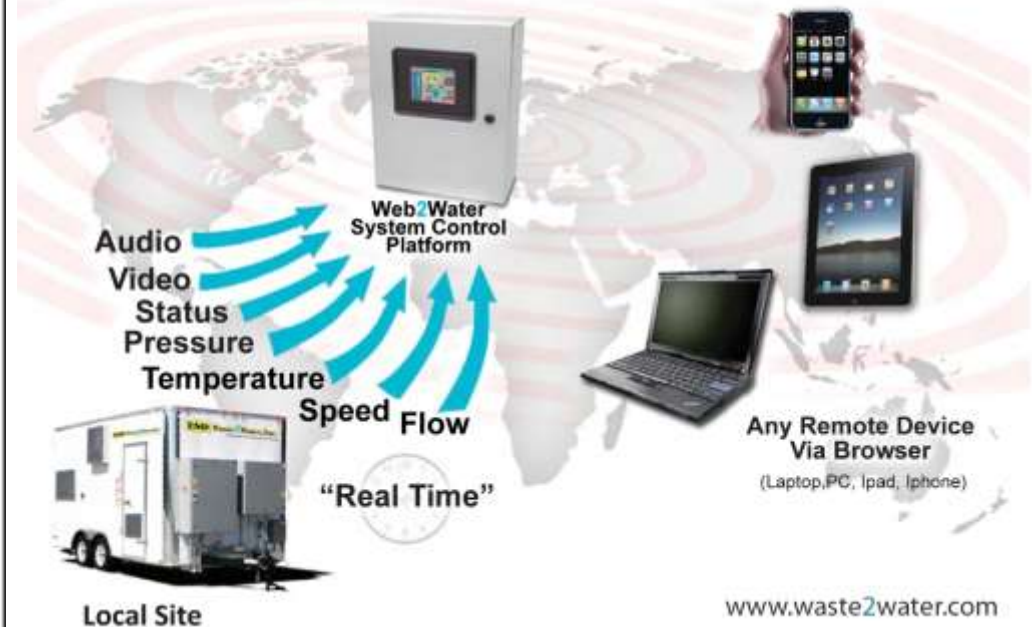 Web2Water
System Control
Platform
Audio
Video
Status
Pressure
Temperature
Speed
Flow
"Real Time"
Local Site
Any Remote Device
Via Browser
(Laptop,PC, Ipad, Iphone)
www.waste2water.com